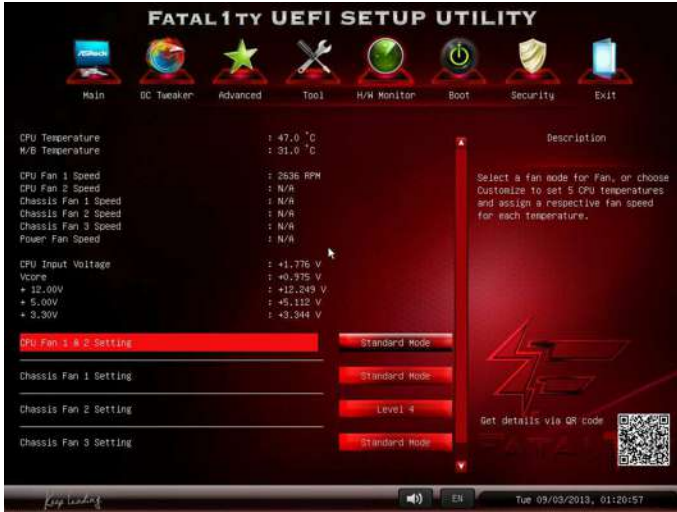 FATAL1TY UEFI SETUP UTILITY
ASRock
Main OC Tweaker Advanced Tool H/W Monitor Boot Security Exit
CPU Temperature : 47.0 °C
M/B Temperature : 31.0 °C
CPU Fan 1 Speed : 2636 RPM
CPU Fan 2 Speed : N/A
Chassis Fan 1 Speed : N/A
Chassis Fan 2 Speed : N/A
Chassis Fan 3 Speed : N/A
Power Fan Speed : N/A
CPU Input Voltage : +1.776 V
Vcore : +0.975 V
+ 12.00V : +12.249 V
+ 5.00V : +5.112 V
+ 3.30V : +3.344 V
CPU Fan 1 & 2 Setting Standard Mode
Chassis Fan 1 Setting Standard Mode
Chassis Fan 2 Setting Level 4
Chassis Fan 3 Setting Standard Mode
Description
Select a fan mode for Fan, or choose
Customize to set 5 CPU temperatures
and assign a respective fan speed
for each temperature.
Get details via QR code
Keep Leading
EN
Tue 09/03/2013, 01:20:57